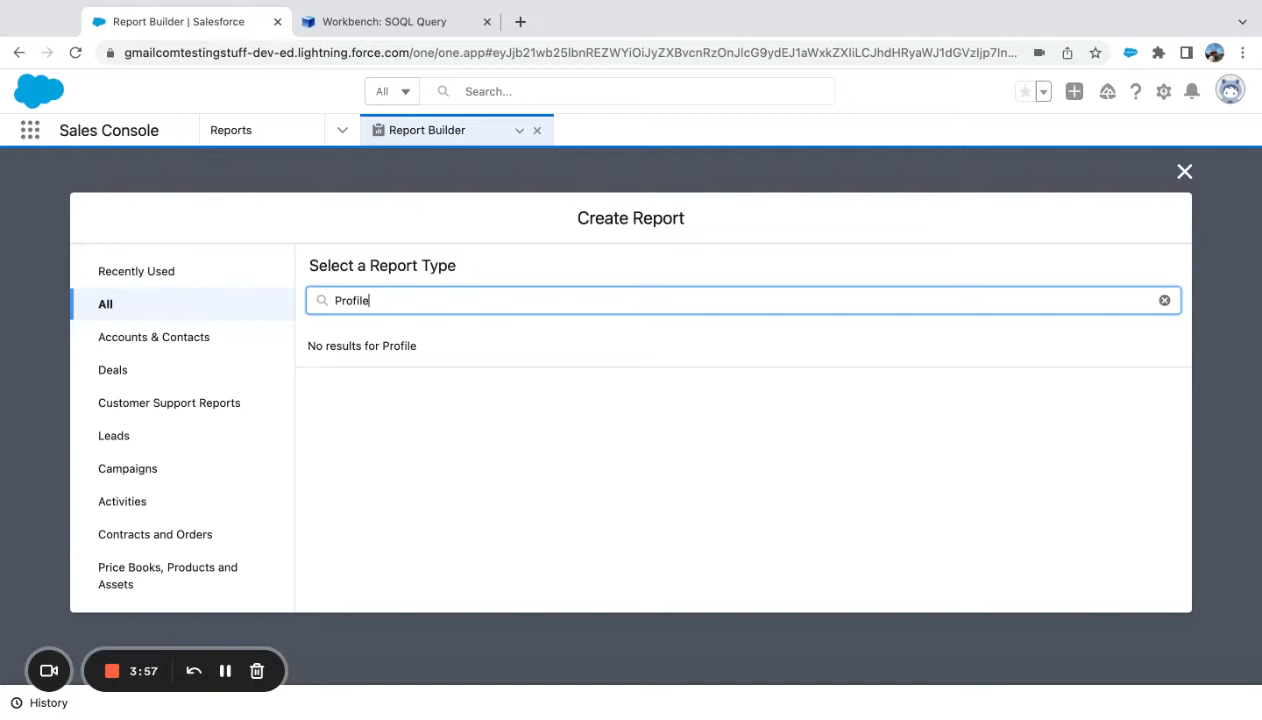 Report Builder | Salesforce
Workbench: SOQL Query
gmailcomtestingstuff-dev-ed.lightning.force.com/one/one.app#eyJjb21wb25lbnREZWYiOiJyZXBvcnRzOnJlcG9ydEJ1aWxkZXIiLCJhdHRyaWJ1dGVzIjp7In...
All
Search...
Sales Console
Reports
Report Builder
Create Report
Recently Used
All
Accounts & Contacts
Deals
Customer Support Reports
Leads
Campaigns
Activities
Contracts and Orders
Price Books, Products and
Assets
Select a Report Type
Profile
No results for Profile
3:57
History